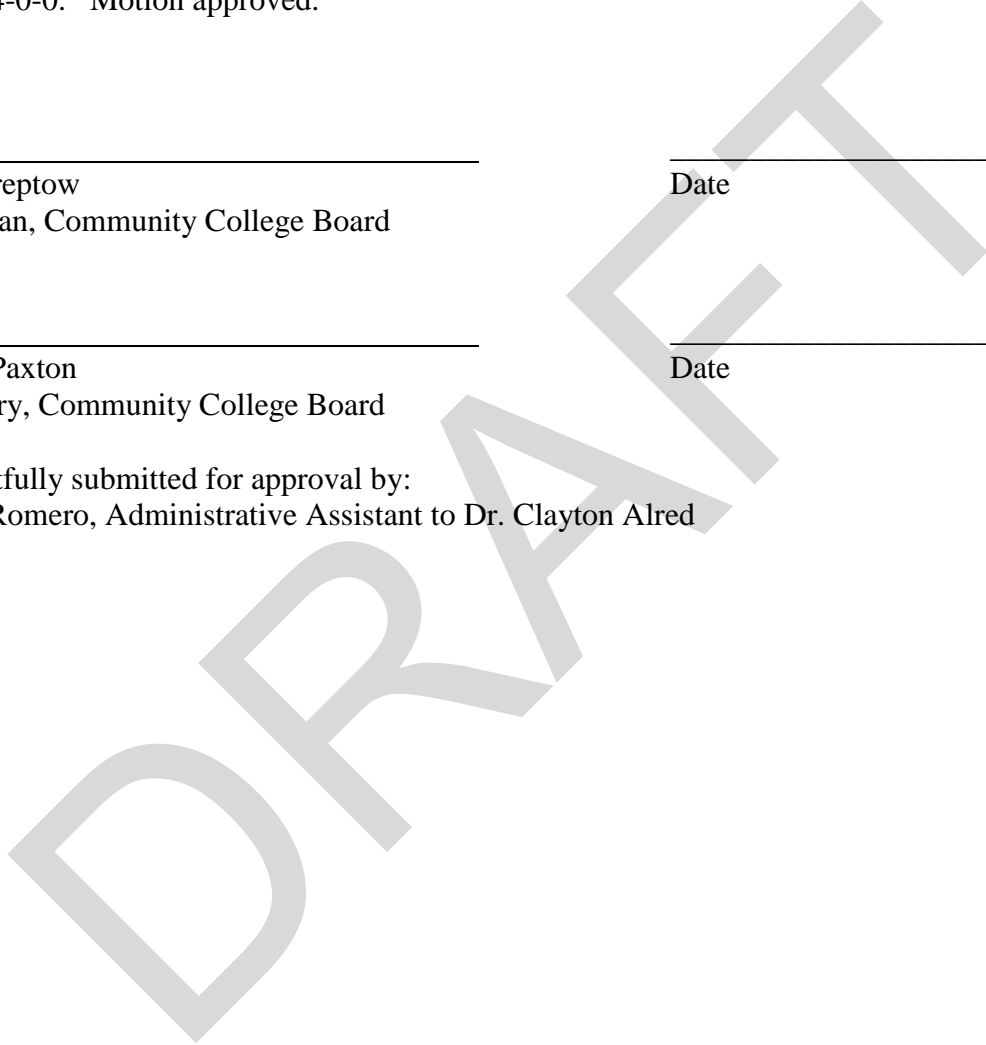 4-0-0. Motion approved.
reptow Date
an, Community College Board
Paxton Date
ry, Community College Board
tfully submitted for approval by:
Romero, Administrative Assistant to Dr. Clayton Alred
DRAFT